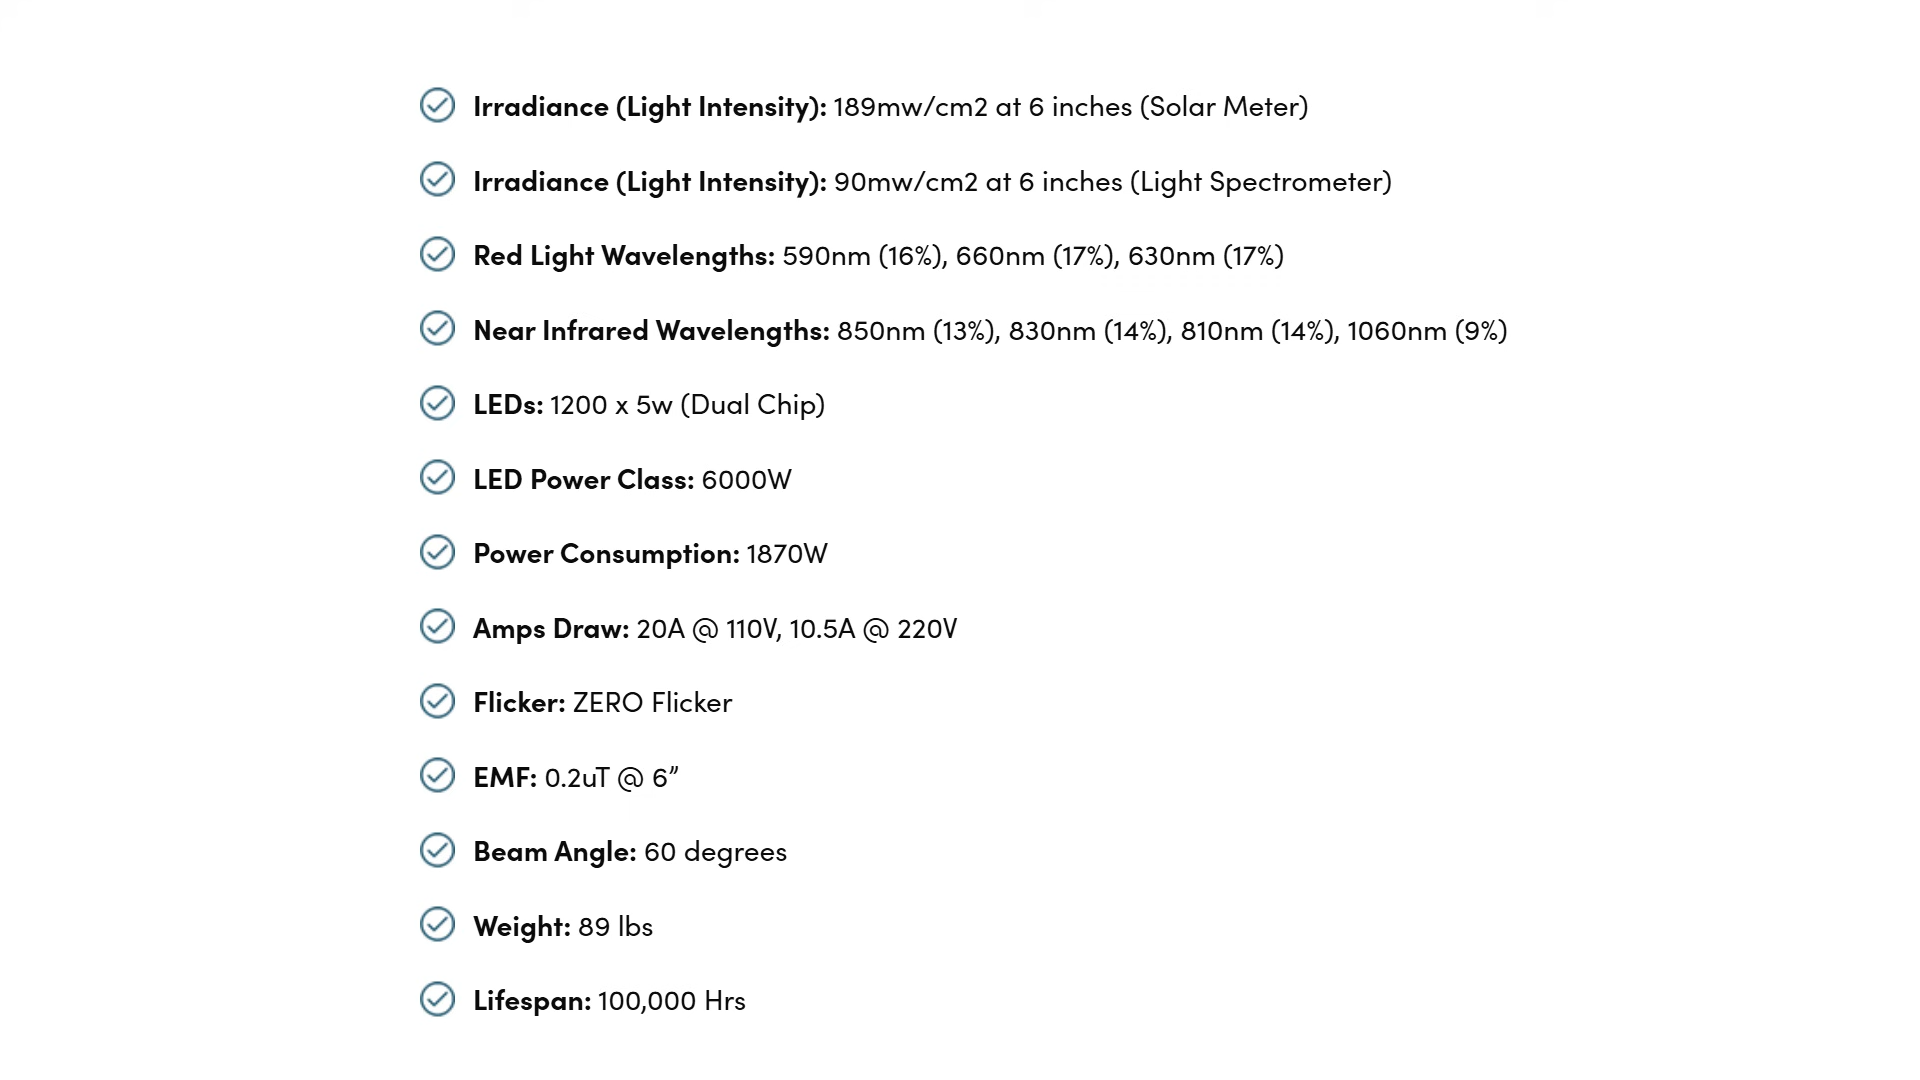 Irradiance (Light Intensity): 189mw/cm2 at 6 inches (Solar Meter)
Irradiance (Light Intensity): 90mw/cm2 at 6 inches (Light Spectrometer)
Red Light Wavelengths: 590nm (16%), 660nm (17%), 630nm (17%)
Near Infrared Wavelengths: 850nm (13%), 830nm (14%), 810nm (14%), 1060nm (9%)
LEDs: 1200 x 5w (Dual Chip)
LED Power Class: 6000W
Power Consumption: 1870W
Amps Draw: 20A @ 110V, 10.5A @ 220V
Flicker: ZERO Flicker
EMF: 0.2uT @ 6”
Beam Angle: 60 degrees
Weight: 89 lbs
Lifespan: 100,000 Hrs